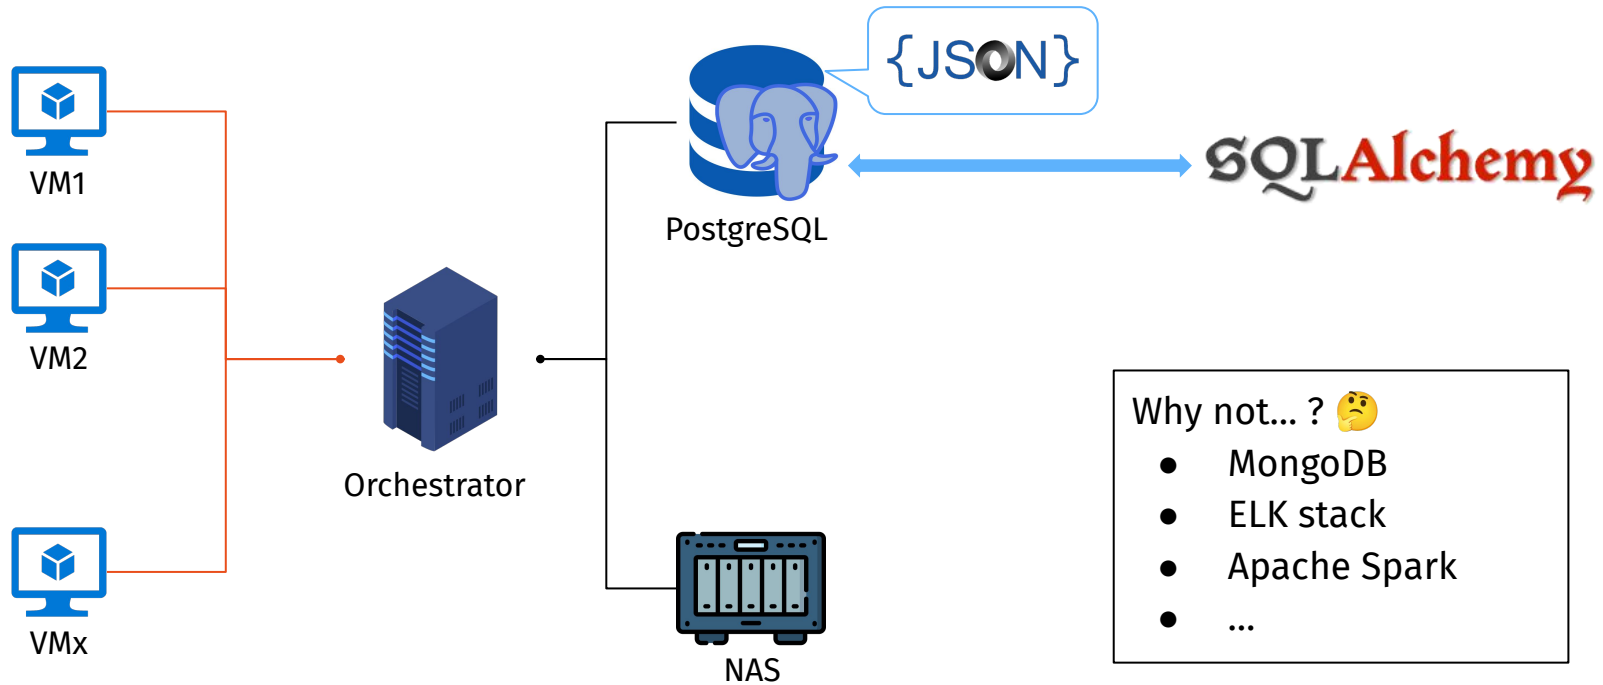 {JSON}
SQLAlchemy
VM1
PostgreSQL
VM2
Orchestrator
VMx
NAS
Why not... ? 🤔
● MongoDB
● ELK stack
● Apache Spark
● ...